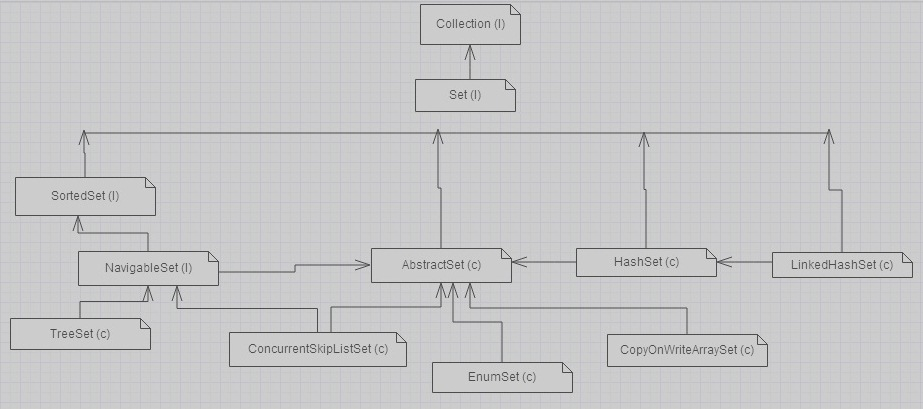 Collection (I)
Set (I)
SortedSet (I)
NavigableSet (I)
AbstractSet (c)
HashSet (c)
LinkedHashSet (c)
TreeSet (c)
ConcurrentSkipListSet (c)
CopyOnWriteArraySet (c)
EnumSet (c)